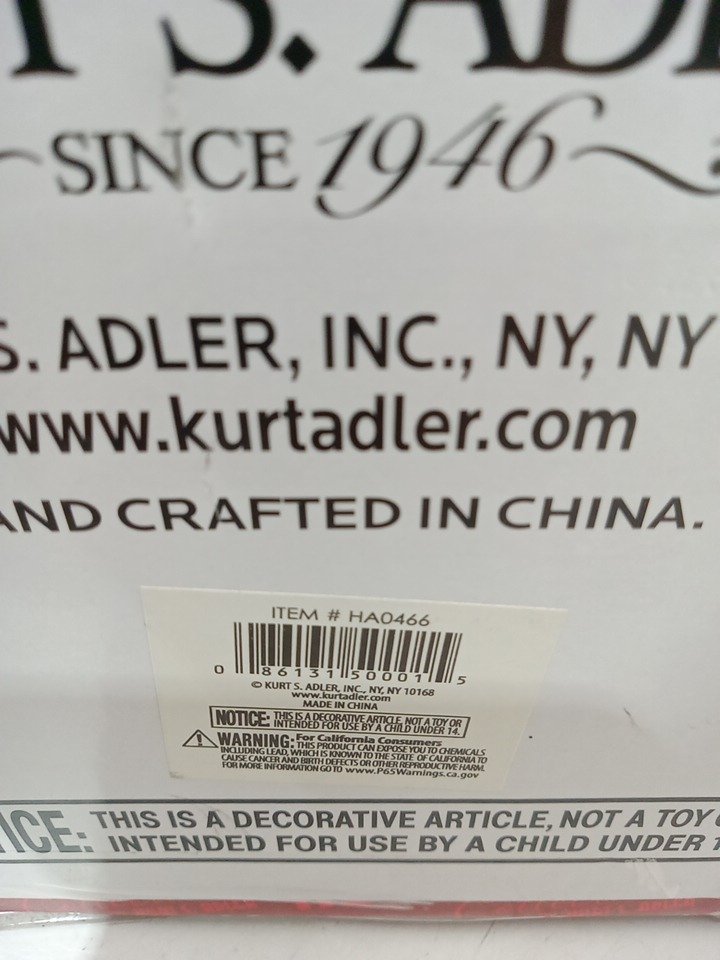 S. AD
SINCE 1946
S. ADLER, INC., NY, NY
www.kurtadler.com
AND CRAFTED IN CHINA.
ITEM # HA0466
0 86131 50001 5
© KURT S. ADLER, INC., NY, NY 10168
www.kurtadler.com
MADE IN CHINA
NOTICE: THIS IS A DECORATIVE ARTICLE, NOT A TOY OR
INTENDED FOR USE BY A CHILD UNDER 14.
WARNING: For California Consumers
THIS PRODUCT CAN EXPOSE YOU TO CHEMICALS
INCLUDING LEAD, WHICH IS KNOWN TO THE STATE OF CALIFORNIA TO
CAUSE CANCER AND BIRTH DEFECTS OR OTHER REPRODUCTIVE HARM.
FOR MORE INFORMATION GO TO www.P65Warnings.ca.gov
ICE: THIS IS A DECORATIVE ARTICLE, NOT A TOY
INTENDED FOR USE BY A CHILD UNDER 1